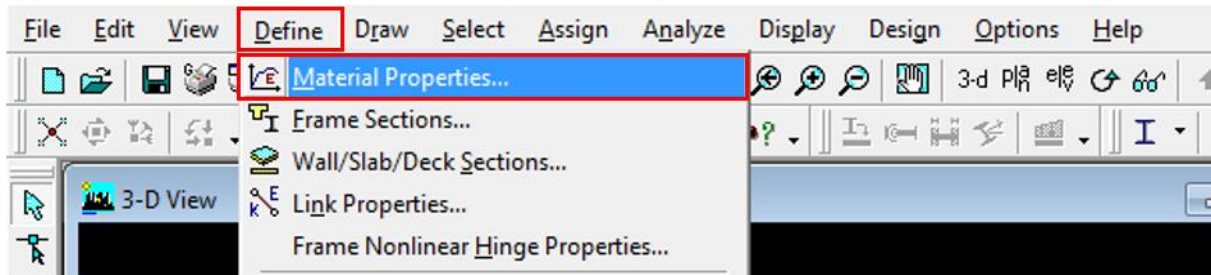 File Edit View Define Draw Select Assign Analyze Display Design Options Help
Material Properties...
3-d
Frame Sections...
Wall/Slab/Deck Sections...
3-D View
Link Properties...
Frame Nonlinear Hinge Properties...